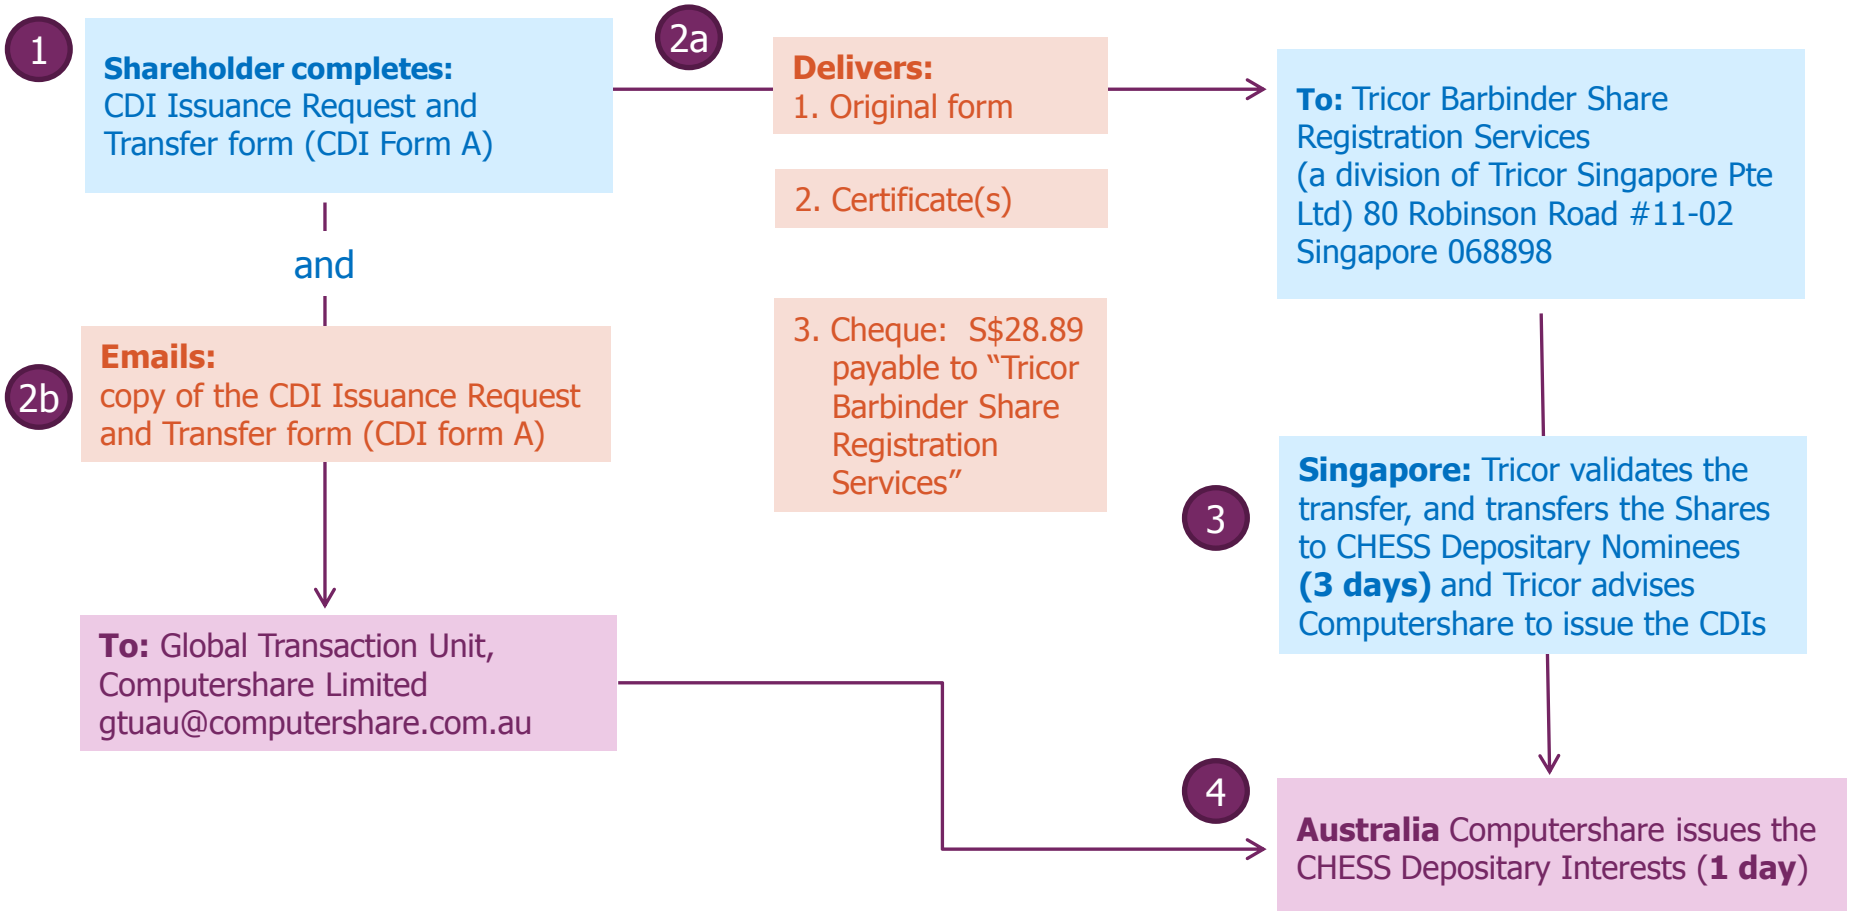 1
Shareholder completes:
CDI Issuance Request and
Transfer form (CDI Form A)
2a
Delivers:
1. Original form
2. Certificate(s)
3. Cheque: S$28.89
payable to “Tricor
Barbinder Share
Registration
Services”
To: Tricor Barbinder Share
Registration Services
(a division of Tricor Singapore Pte
Ltd) 80 Robinson Road #11-02
Singapore 068898
and
2b
Emails:
copy of the CDI Issuance Request
and Transfer form (CDI form A)
To: Global Transaction Unit,
Computershare Limited
gtuau@computershare.com.au
3
Singapore: Tricor validates the
transfer, and transfers the Shares
to CHESS Depositary Nominees
(3 days) and Tricor advises
Computershare to issue the CDIs
4
Australia Computershare issues the
CHESS Depositary Interests (1 day)